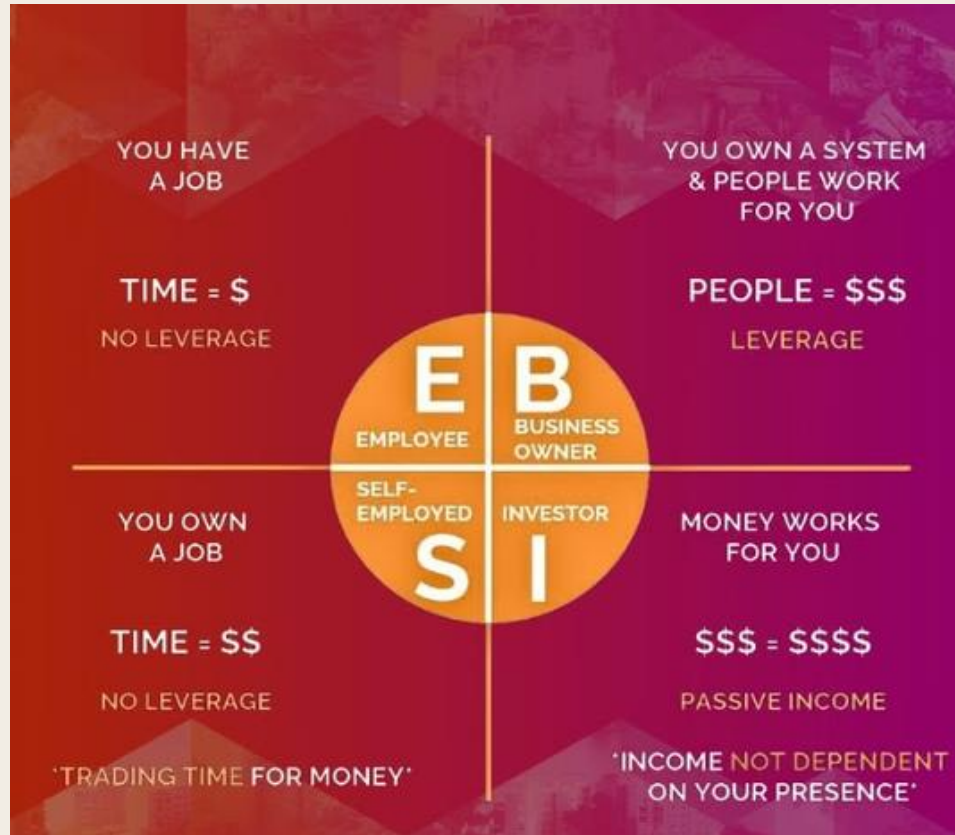 YOU HAVE
A JOB
TIME = $
NO LEVERAGE
YOU OWN A SYSTEM
& PEOPLE WORK
FOR YOU
PEOPLE = $$$
LEVERAGE
E
EMPLOYEE
B
BUSINESS
OWNER
SELF-
EMPLOYED
S
INVESTOR
I
YOU OWN
A JOB
TIME = $$
NO LEVERAGE
*TRADING TIME FOR MONEY*
MONEY WORKS
FOR YOU
$$$ = $$$$
PASSIVE INCOME
*INCOME NOT DEPENDENT
ON YOUR PRESENCE*